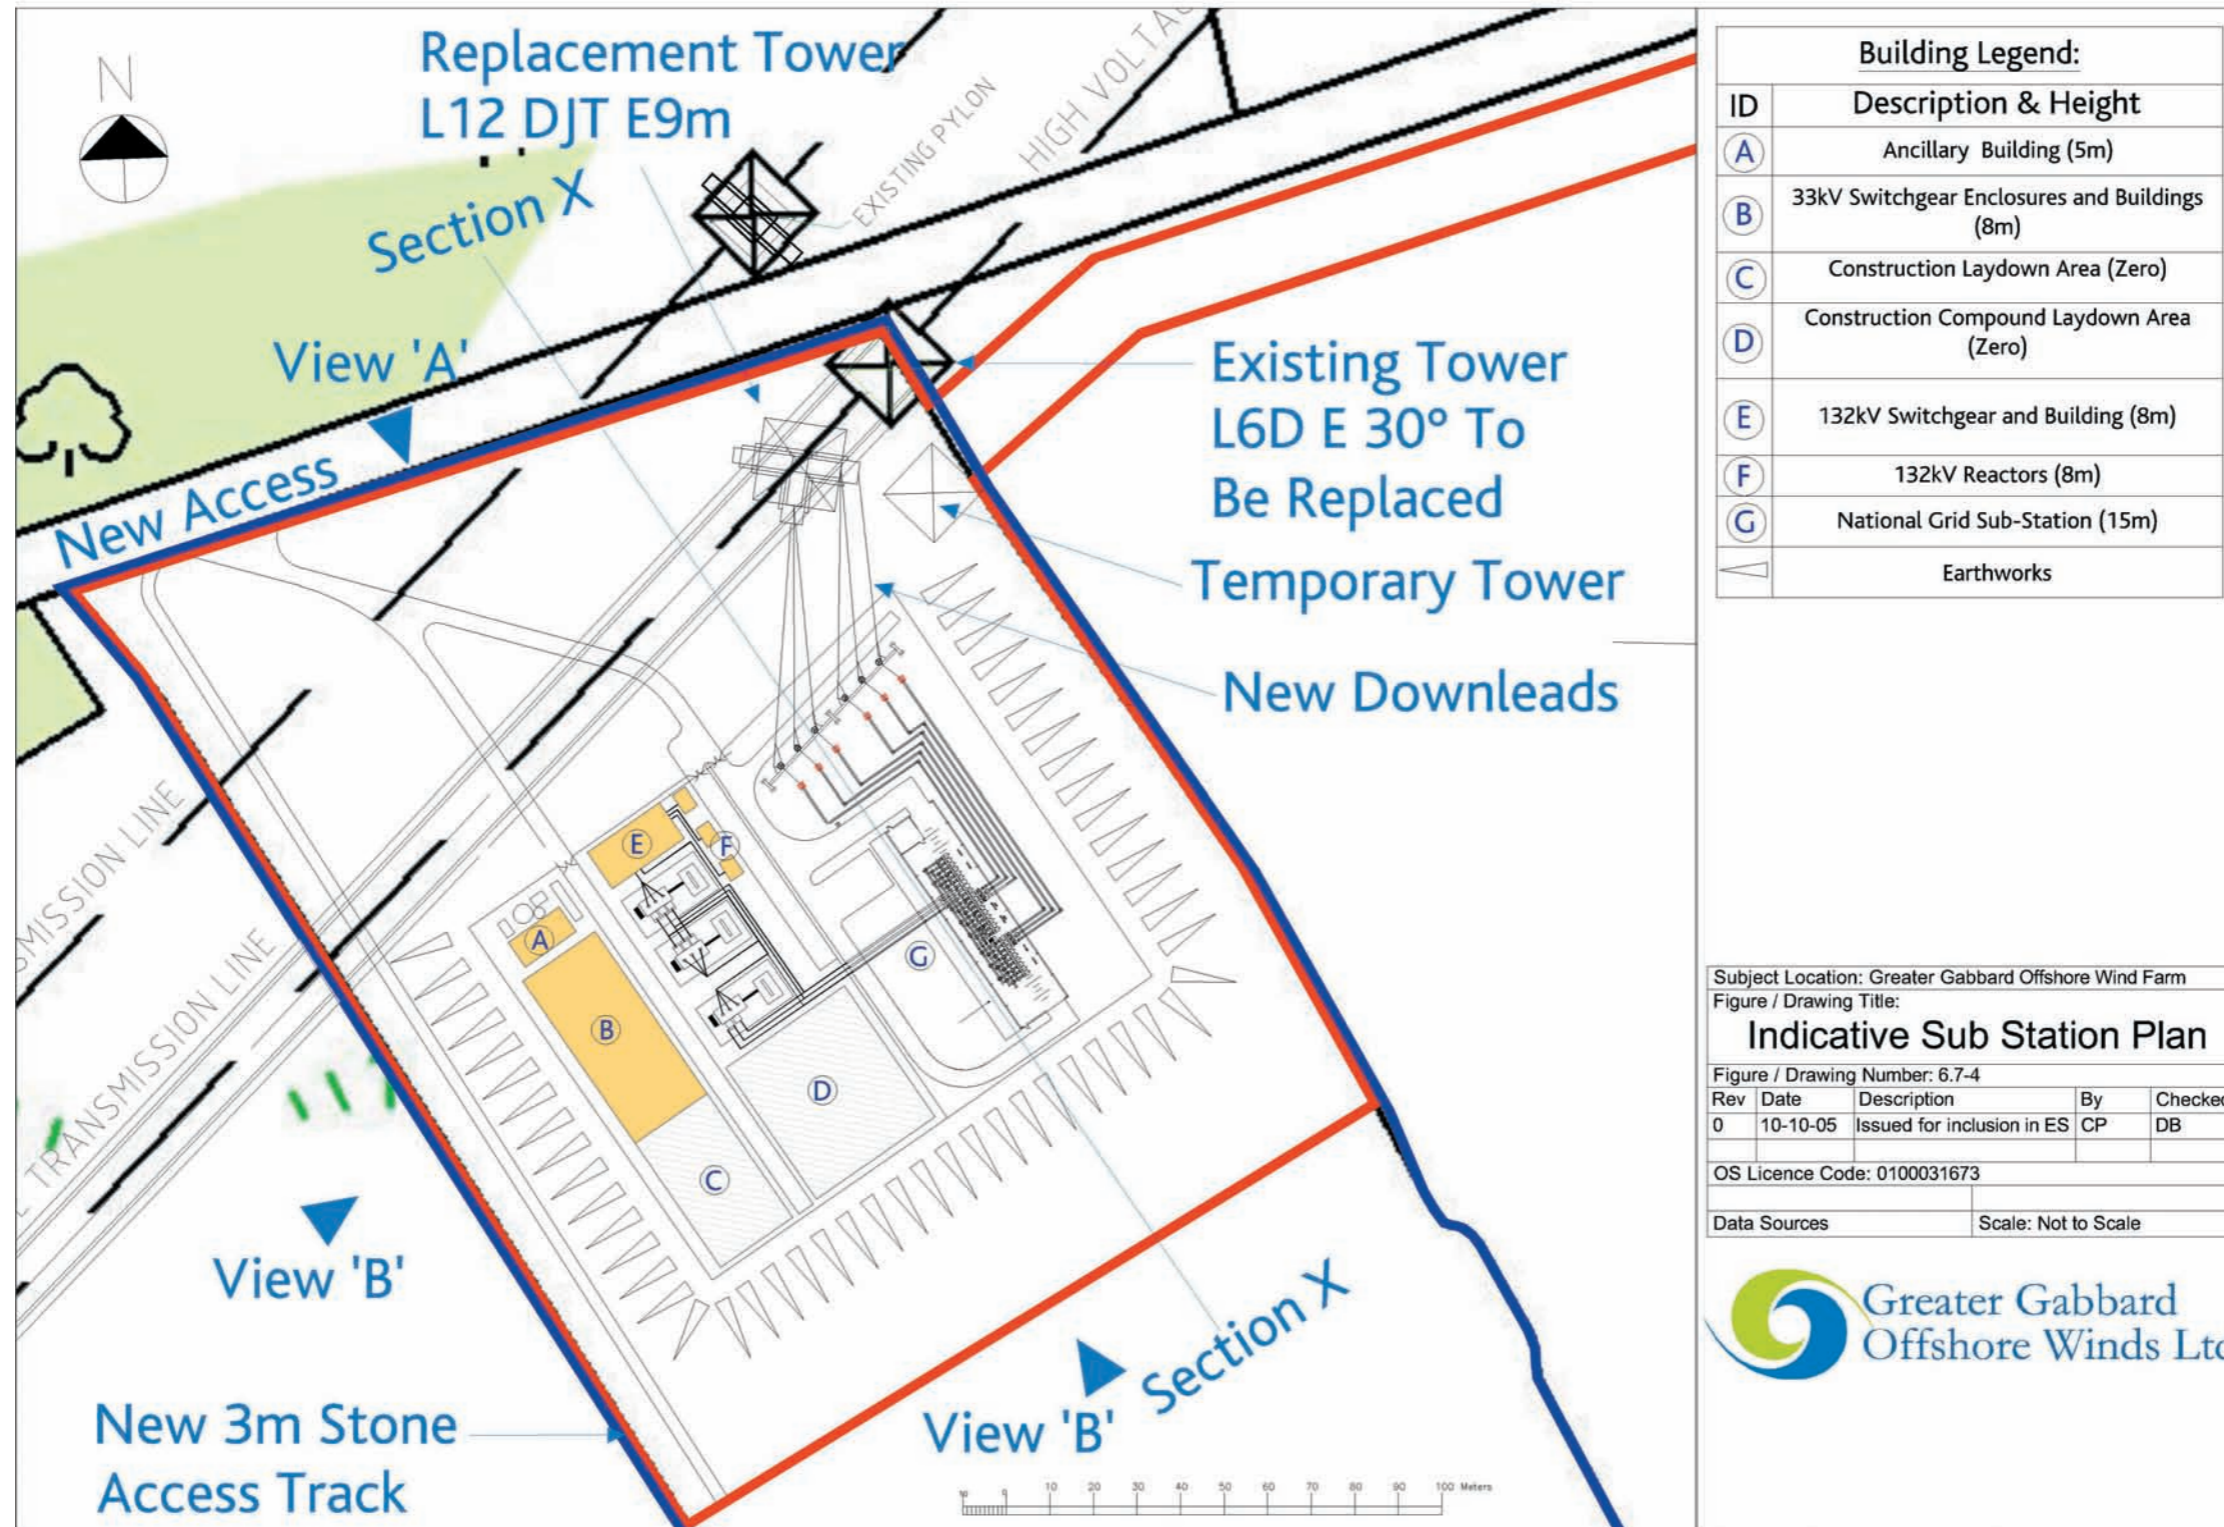 N
Replacement Tower
L12 DJT E9m
Section X
EXISTING PYLON
View 'A'
New Access
Existing Tower
L6D E 30° To
Be Replaced
Temporary Tower
New Downleads
TRANSMISSION LINE
E
F
A
B
G
D
C
View 'B'
Section X
View 'B'
New 3m Stone
Access Track
10 0 10 20 30 40 50 60 70 80 90 100 Meters
Building Legend:
ID Description & Height
A Ancillary Building (5m)
B 33kV Switchgear Enclosures and Buildings
(8m)
C Construction Laydown Area (Zero)
D Construction Compound Laydown Area
(Zero)
E 132kV Switchgear and Building (8m)
F 132kV Reactors (8m)
G National Grid Sub-Station (15m)
Earthworks
Subject Location: Greater Gabbard Offshore Wind Farm
Figure / Drawing Title:
Indicative Sub Station Plan
Figure / Drawing Number: 6.7-4
Rev Date Description By Checked
0 10-10-05 Issued for inclusion in ES CP DB
OS Licence Code: 0100031673
Data Sources Scale: Not to Scale
Greater Gabbard
Offshore Winds Ltd